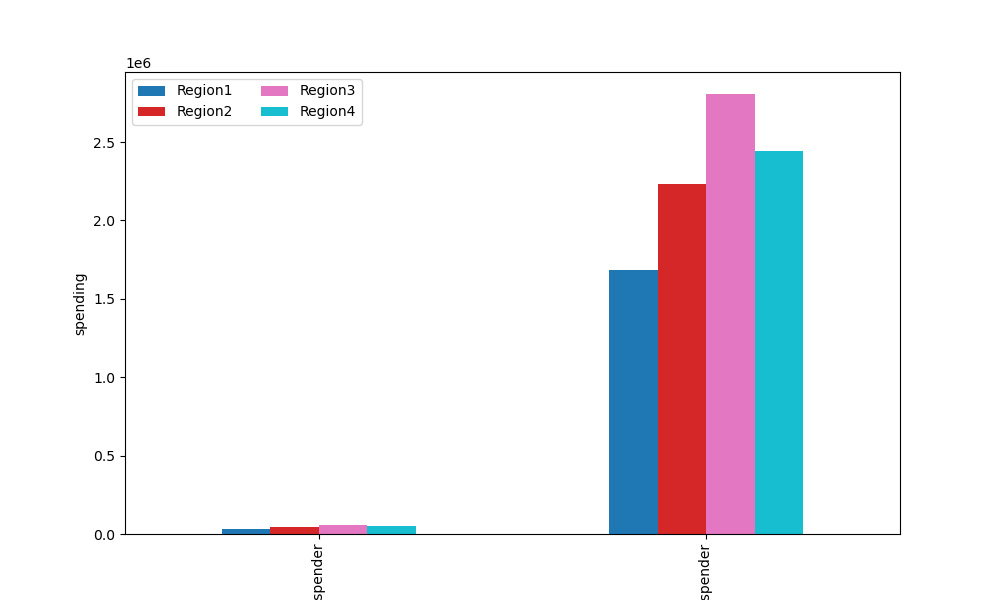 1e6
Region1
Region2
Region3
Region4
2.5
2.0
1.5
1.0
0.5
0.0
spending
spender
spender